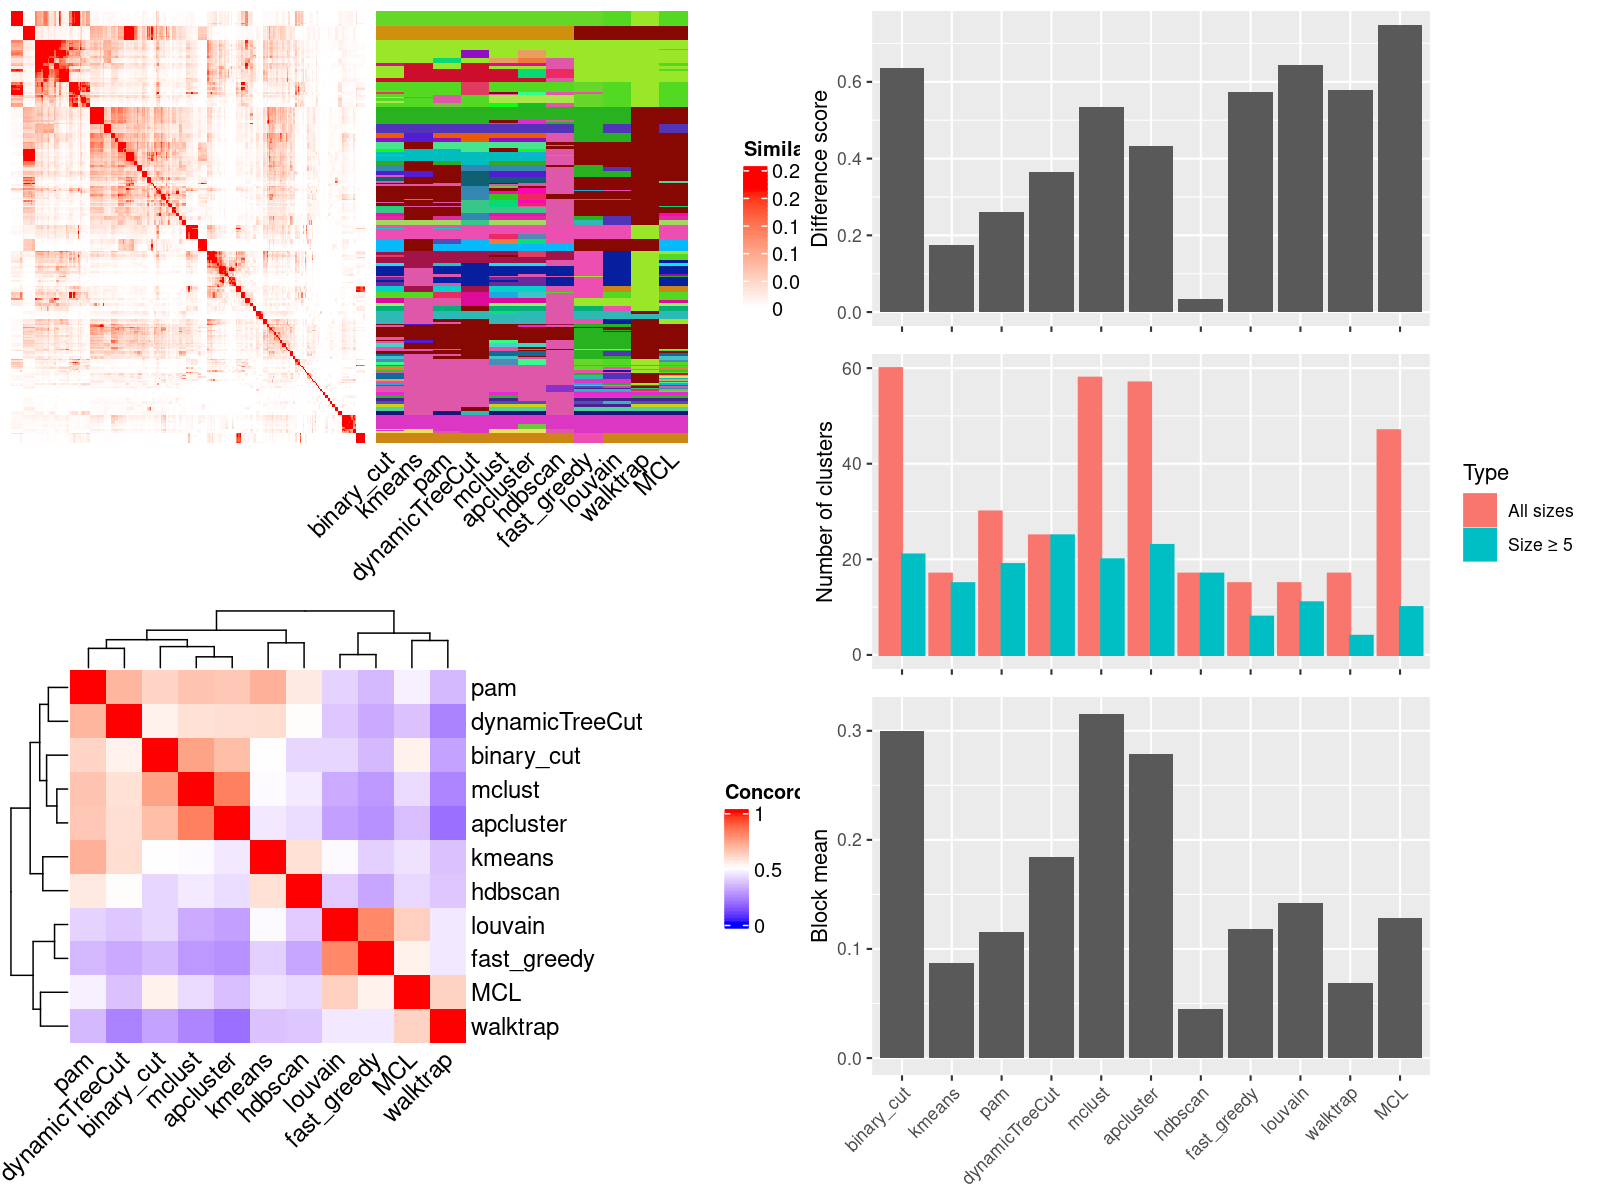 Simila
0.2
0.2
0.1
0.1
0.0
0
binary_cut
kmeans
pam
dynamicTreeCut
mclust
apcluster
hdbscan
fast_greedy
louvain
walktrap
MCL
pam
dynamicTreeCut
binary_cut
mclust
apcluster
kmeans
hdbscan
louvain
fast_greedy
MCL
walktrap
pam
dynamicTreeCut
binary_cut
mclust
apcluster
kmeans
hdbscan
louvain
fast_greedy
MCL
walktrap
Concord
1
0.5
0
Difference score
0.6
0.4
0.2
0.0
Number of clusters
60
40
20
0
Type
All sizes
Size ≥ 5
Block mean
0.3
0.2
0.1
0.0
binary_cut
kmeans
pam
dynamicTreeCut
mclust
apcluster
hdbscan
fast_greedy
louvain
walktrap
MCL